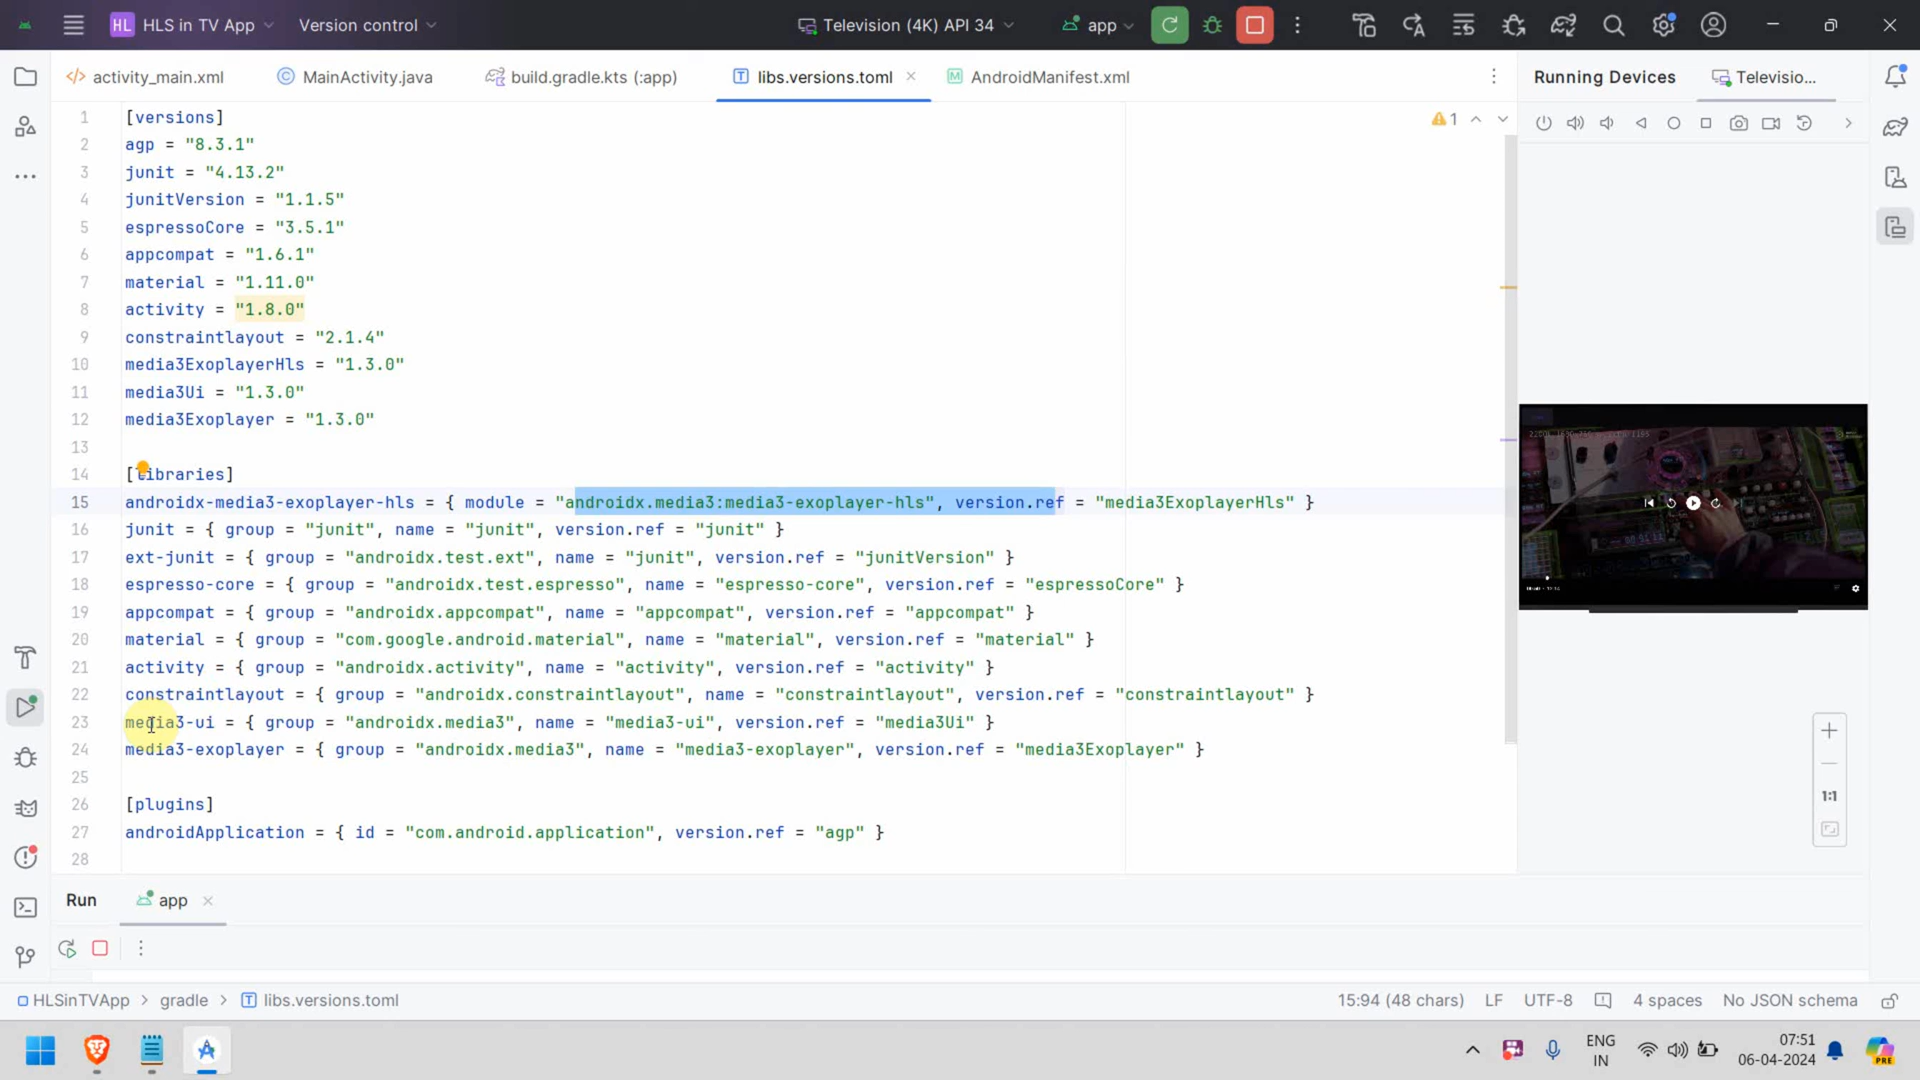 HL HLS in TV App Version control Television (4K) API 34 app
activity_main.xml MainActivity.java build.gradle.kts (:app) libs.versions.toml AndroidManifest.xml Running Devices Televisio...
1 [versions]
2 agp = "8.3.1"
3 junit = "4.13.2"
4 junitVersion = "1.1.5"
5 espressoCore = "3.5.1"
6 appcompat = "1.6.1"
7 material = "1.11.0"
8 activity = "1.8.0"
9 constraintlayout = "2.1.4"
10 media3ExoplayerHls = "1.3.0"
11 media3Ui = "1.3.0"
12 media3Exoplayer = "1.3.0"
13
14 [libraries]
15 androidx-media3-exoplayer-hls = { module = "androidx.media3:media3-exoplayer-hls", version.ref = "media3ExoplayerHls" }
16 junit = { group = "junit", name = "junit", version.ref = "junit" }
17 ext-junit = { group = "androidx.test.ext", name = "junit", version.ref = "junitVersion" }
18 espresso-core = { group = "androidx.test.espresso", name = "espresso-core", version.ref = "espressoCore" }
19 appcompat = { group = "androidx.appcompat", name = "appcompat", version.ref = "appcompat" }
20 material = { group = "com.google.android.material", name = "material", version.ref = "material" }
21 activity = { group = "androidx.activity", name = "activity", version.ref = "activity" }
22 constraintlayout = { group = "androidx.constraintlayout", name = "constraintlayout", version.ref = "constraintlayout" }
23 media3-ui = { group = "androidx.media3", name = "media3-ui", version.ref = "media3Ui" }
24 media3-exoplayer = { group = "androidx.media3", name = "media3-exoplayer", version.ref = "media3Exoplayer" }
25
26 [plugins]
27 androidApplication = { id = "com.android.application", version.ref = "agp" }
28
1
1:1
Run app
HLSinTVApp > gradle > libs.versions.toml 15:94 (48 chars) LF UTF-8 4 spaces No JSON schema
ENG
IN
07:51
06-04-2024
PRE